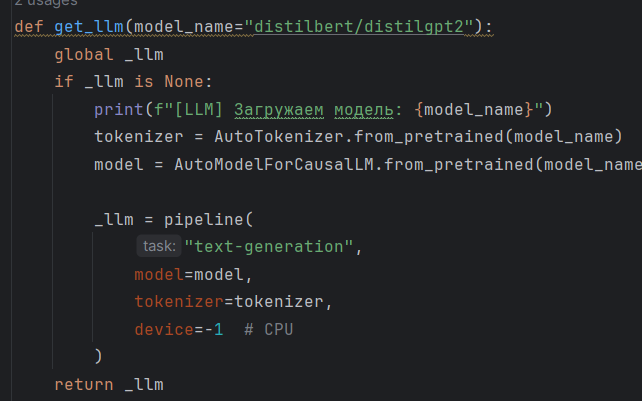 2 usages
def get_llm(model_name="distilbert/distilgpt2"):
global _llm
if _llm is None:
print(f"[LLM] Загружаем модель: {model_name}")
tokenizer = AutoTokenizer.from_pretrained(model_name)
model = AutoModelForCausalLM.from_pretrained(model_name
_llm = pipeline(
task: "text-generation",
model=model,
tokenizer=tokenizer,
device=-1  # CPU
)
return _llm